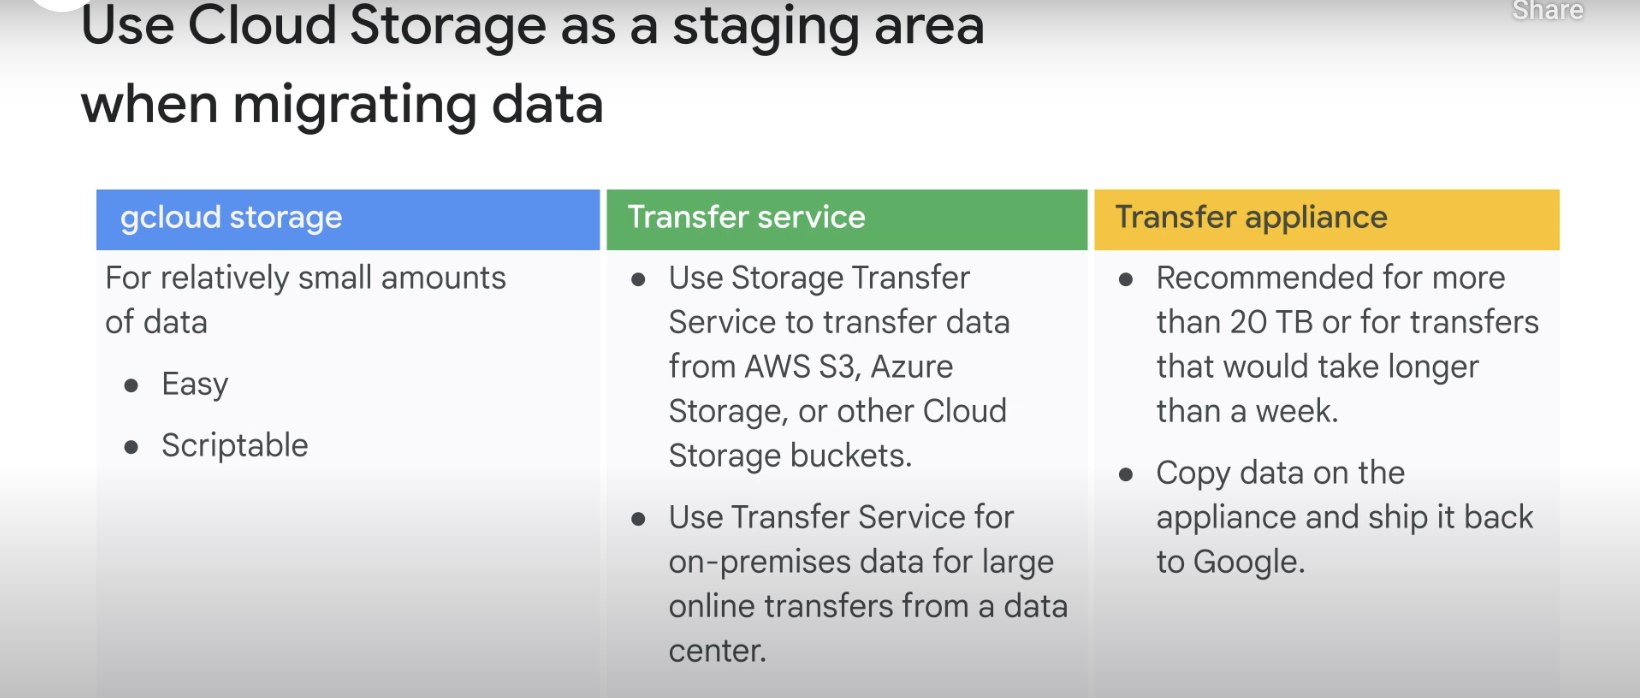 Share
Use Cloud Storage as a staging area
when migrating data
gcloud storage
For relatively small amounts
of data
● Easy
● Scriptable
Transfer service
● Use Storage Transfer
Service to transfer data
from AWS S3, Azure
Storage, or other Cloud
Storage buckets.
● Use Transfer Service for
on-premises data for large
online transfers from a data
center.
Transfer appliance
● Recommended for more
than 20 TB or for transfers
that would take longer
than a week.
● Copy data on the
appliance and ship it back
to Google.